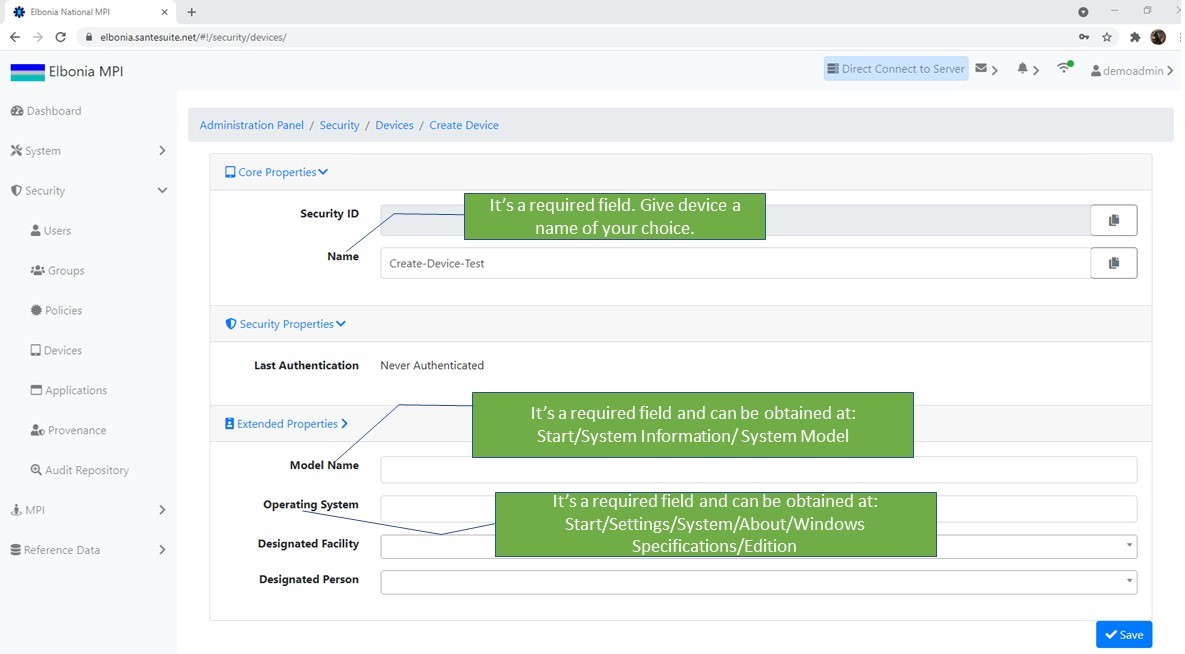 Elbonia National MPI
elbonia.santesuite.net/#!/security/devices/
Elbonia MPI
Direct Connect to Server
demoadmin
Dashboard
System
Security
Users
Groups
Policies
Devices
Applications
Provenance
Audit Repository
MPI
Reference Data
Administration Panel / Security / Devices / Create Device
Core Properties
Security ID
It's a required field. Give device a
name of your choice.
Name
Create-Device-Test
Security Properties
Last Authentication Never Authenticated
Extended Properties
It's a required field and can be obtained at:
Start/System Information/ System Model
Model Name
Operating System
It's a required field and can be obtained at:
Start/Settings/System/About/Windows
Specifications/Edition
Designated Facility
Designated Person
Save